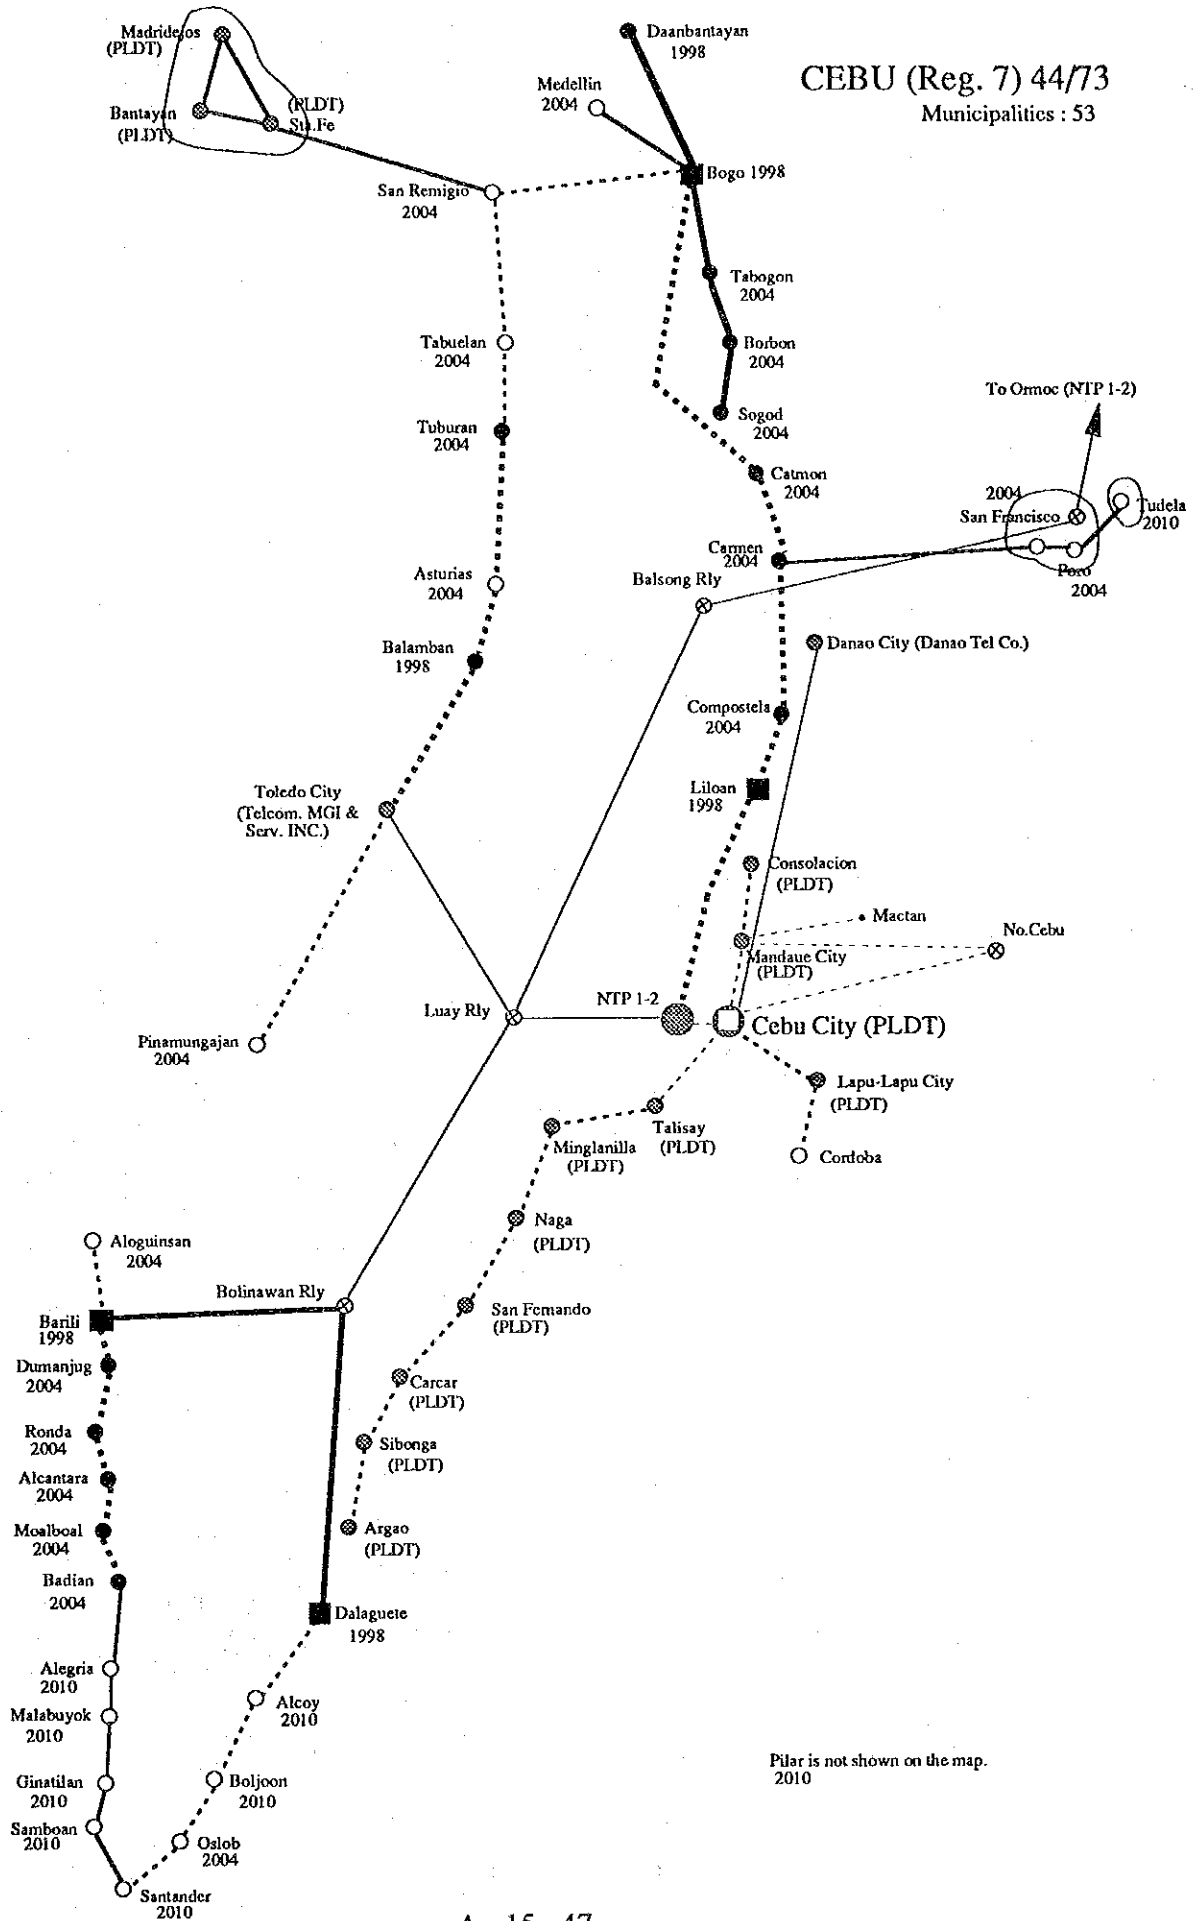 Madridejos
(PLDT)
Daanbantayan
1998
CEBU (Reg. 7) 44/73
Municipalitics : 53
Medellin
2004
Bantayan
(PLDT)
(PLDT)
Sta.Fe
Bogo 1998
San Remigio
2004
Tabogon
2004
Tabuelan
2004
Borbon
2004
To Ormoc (NTP 1-2)
Sogod
2004
Tuburan
2004
Catmon
2004
2004
San Francisco
Tudela
2010
Carmen
2004
Poro
2004
Balsong Rly
Asturias
2004
Danao City (Danao Tel Co.)
Balamban
1998
Compostela
2004
Liloan
1998
Toledo City
(Telcom. MGI &
Serv. INC.)
Consolacion
(PLDT)
Mactan
No.Cebu
Mandaue City
(PLDT)
NTP 1-2
Luay Rly
Cebu City (PLDT)
Pinamungajan
2004
Lapu-Lapu City
(PLDT)
Talisay
(PLDT)
Minglanilla
(PLDT)
Cordoba
Naga
(PLDT)
Aloguinsan
2004
Bolinawan Rly
San Fernando
(PLDT)
Barili
1998
Dumanjug
2004
Carcar
(PLDT)
Ronda
2004
Sibonga
(PLDT)
Alcantara
2004
Moalboal
2004
Argao
(PLDT)
Badian
2004
Dalaguete
1998
Alegria
2010
Malabuyok
2010
Alcoy
2010
Pilar is not shown on the map.
2010
Ginatilan
2010
Boljoon
2010
Samboan
2010
Oslob
2004
Santander
2010
A - 15 - 47